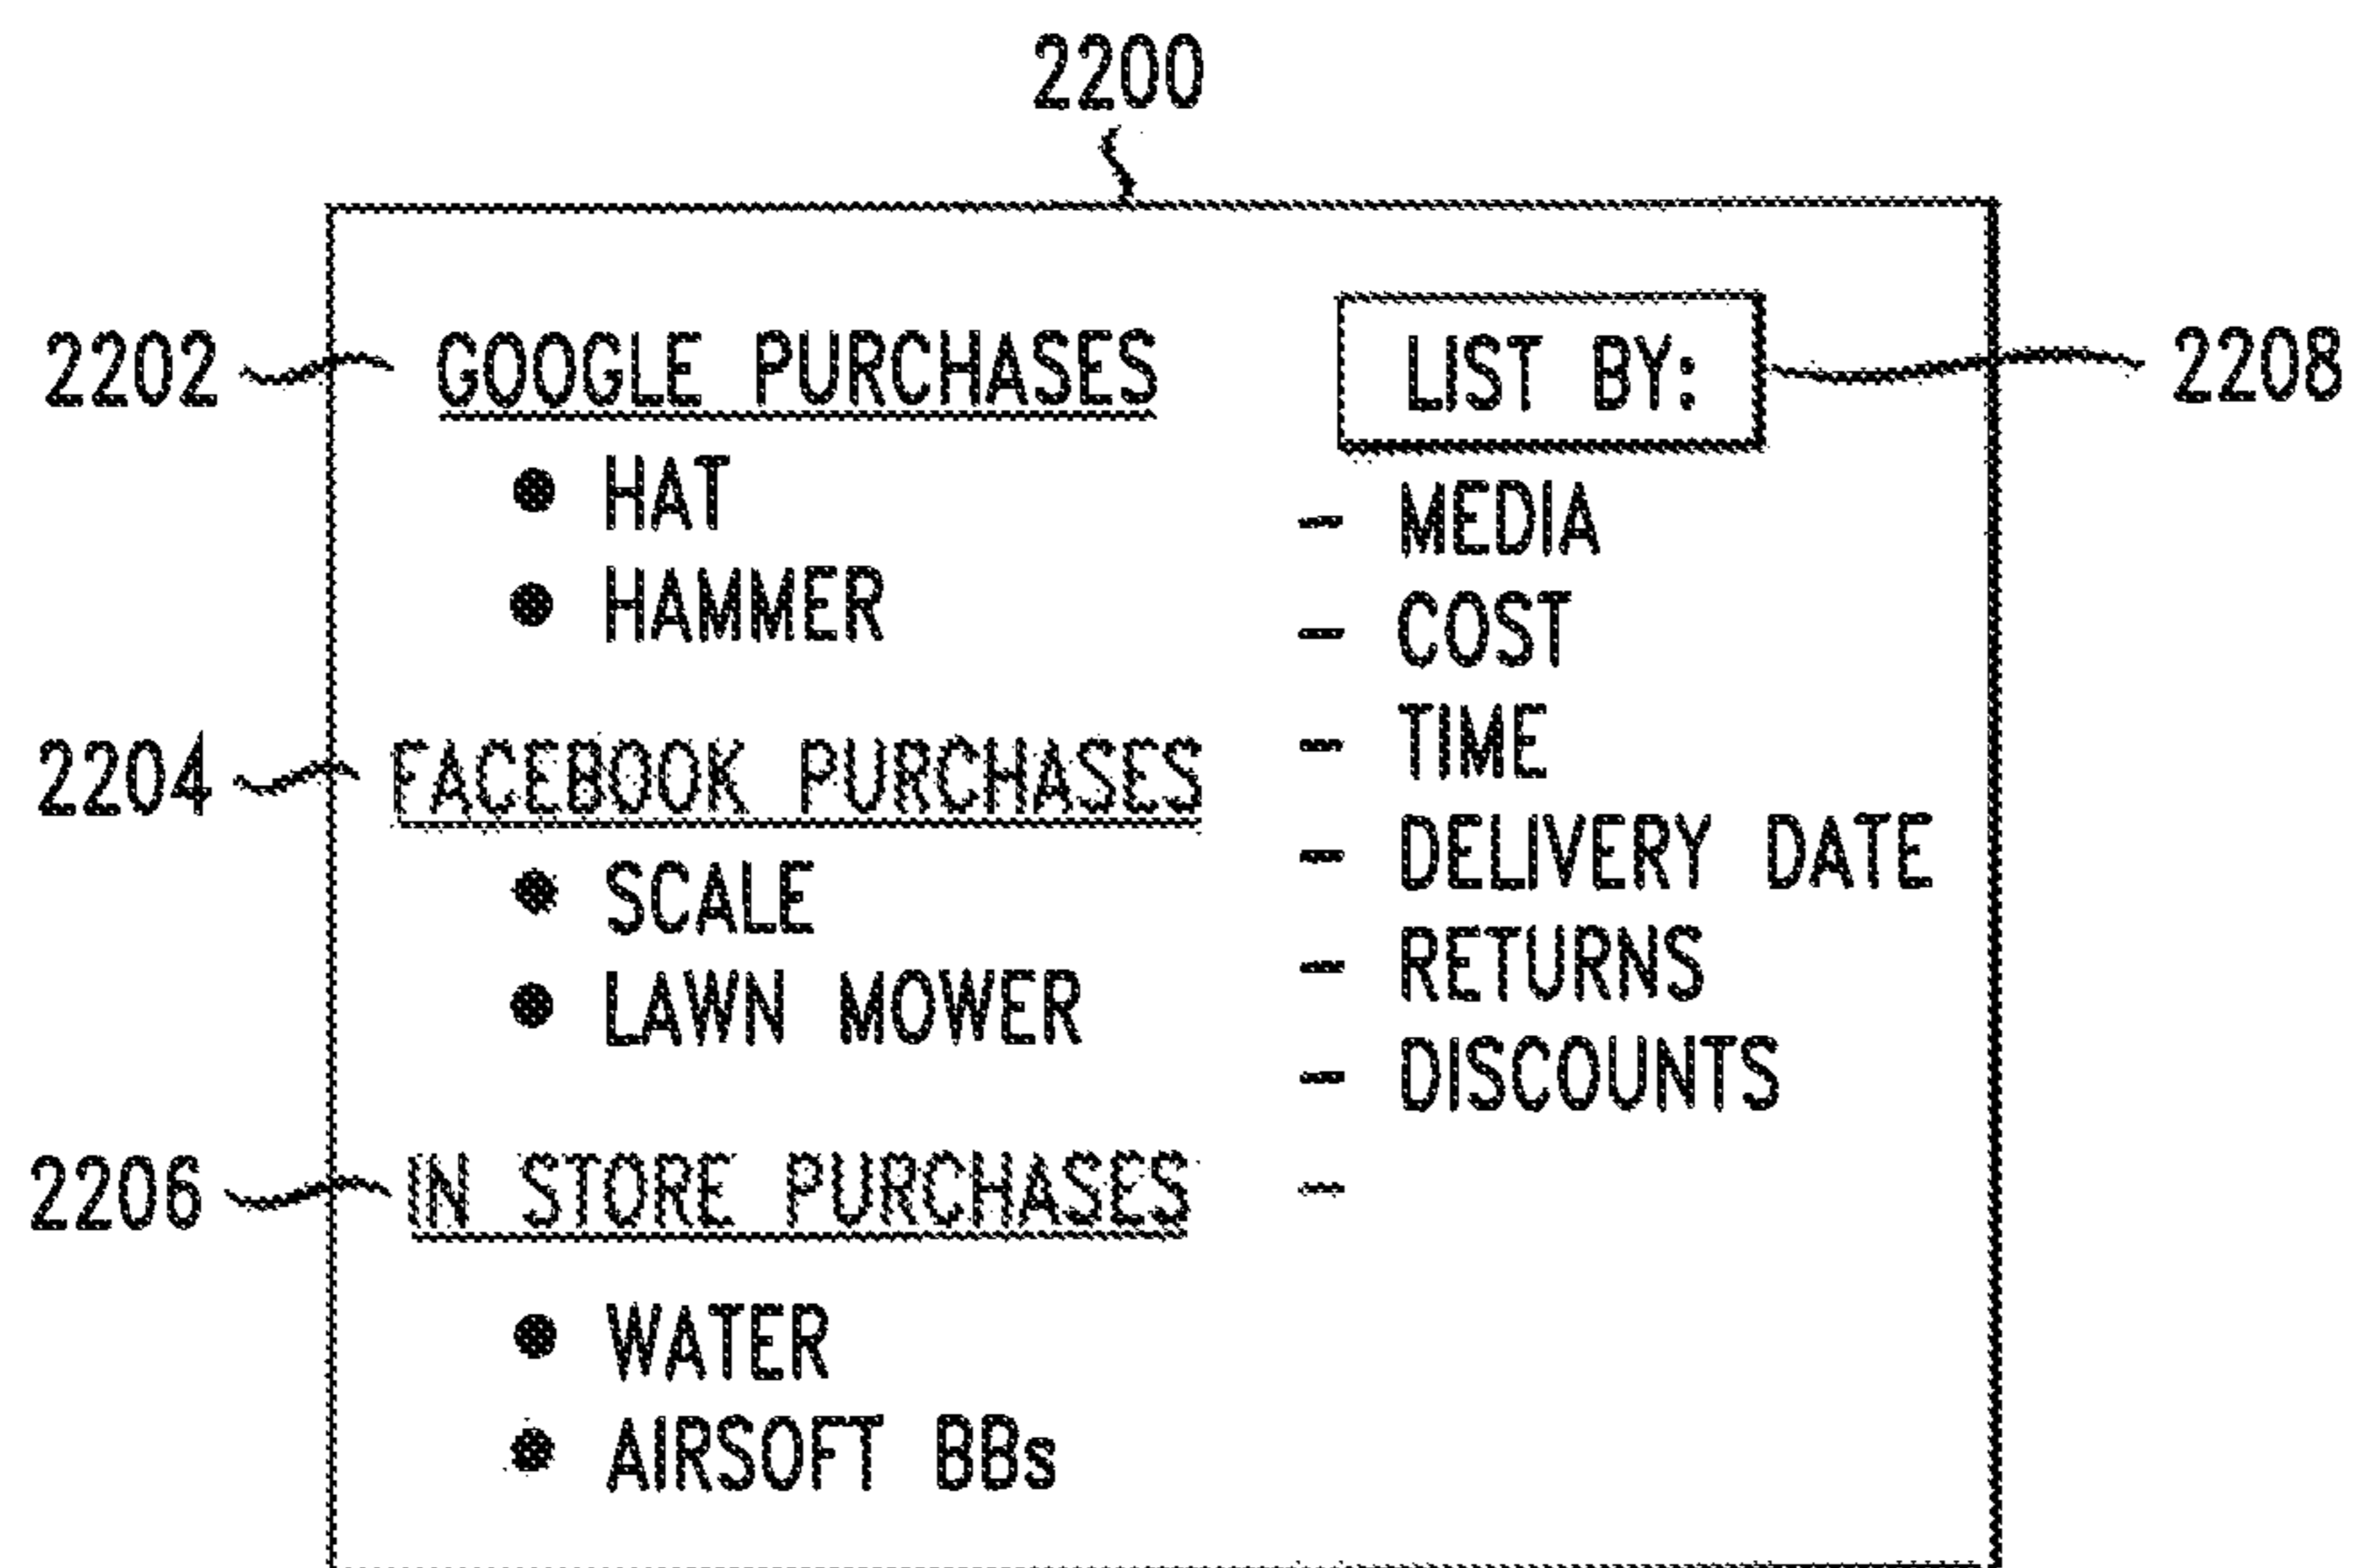 2200
2202 GOOGLE PURCHASES
• HAT
• HAMMER
2204 FACEBOOK PURCHASES
• SCALE
• LAWN MOWER
2206 IN STORE PURCHASES
• WATER
• AIRSOFT BBs
LIST BY: 2208
- MEDIA
- COST
- TIME
- DELIVERY DATE
- RETURNS
- DISCOUNTS
-